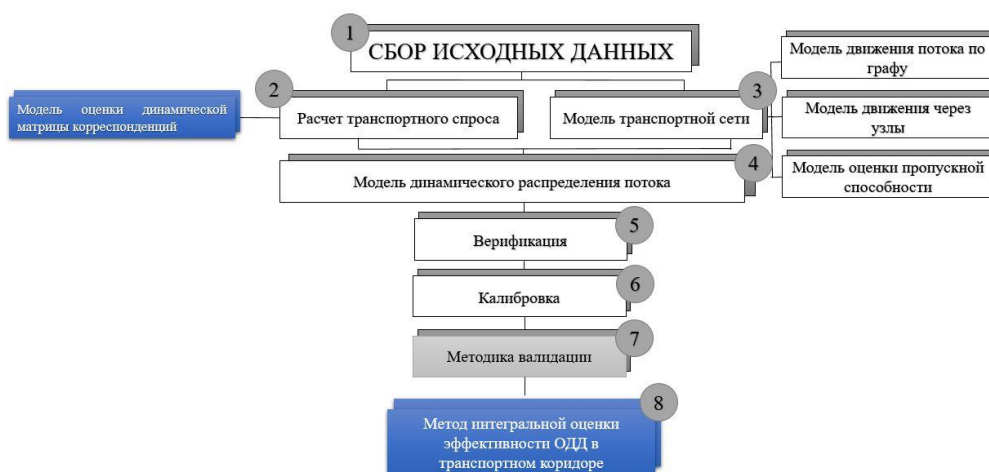 1
СБОР ИСХОДНЫХ ДАННЫХ
Модель движения потока по
графу
2
3
Модель оценки динамической
матрицы корреспонденций
Расчет транспортного спроса
Модель транспортной сети
Модель движения через
узлы
4
Модель динамического распределения потока
Модель оценки пропускной
способности
5
Верификация
6
Калибровка
7
Методика валидации
8
Метод интегральной оценки
эффективности ОДД в
транспортном коридоре